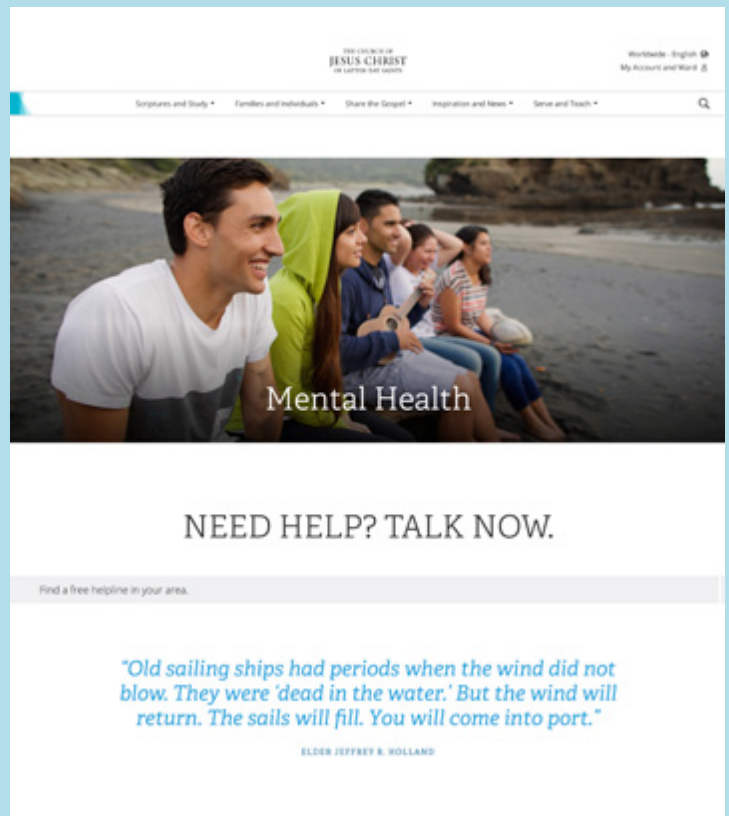 THE CHURCH OF
JESUS CHRIST
OF LATTER-DAY SAINTS
Worldwide - English
My Account and Ward
Scriptures and Study
Families and Individuals
Share the Gospel
Inspiration and News
Serve and Teach
Mental Health
NEED HELP? TALK NOW.
Find a free helpline in your area.
"Old sailing ships had periods when the wind did not
blow. They were 'dead in the water.' But the wind will
return. The sails will fill. You will come into port."
ELDER JEFFREY R. HOLLAND